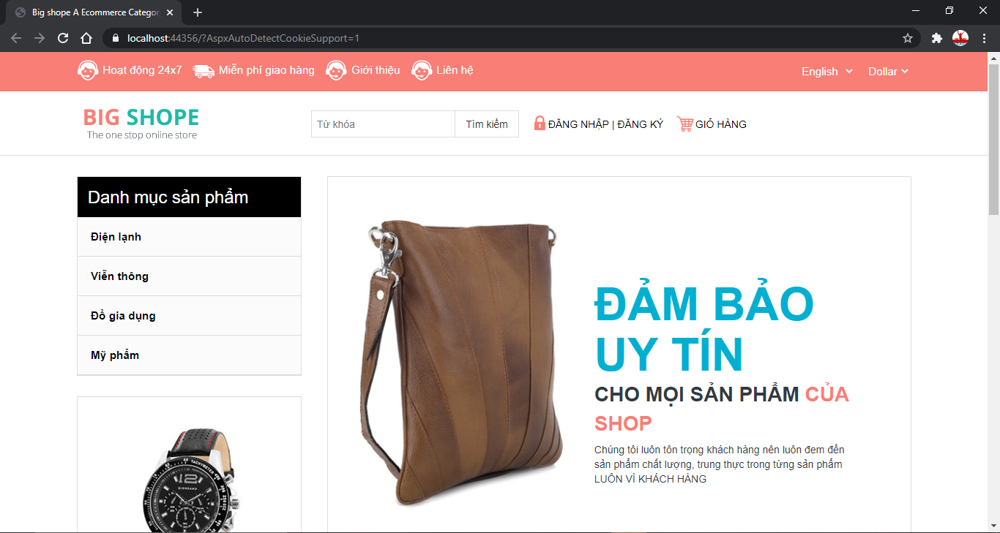 Big shope A Ecommerce Categor
localhost:44356/?AspxAutoDetectCookieSupport=1
Hoạt động 24x7 Miễn phí giao hàng Giới thiệu Liên hệ English Dollar
BIG SHOPE
The one stop online store
Từ khóa Tìm kiếm ĐĂNG NHẬP | ĐĂNG KÝ GIỎ HÀNG
Danh mục sản phẩm
Điện lạnh
Viễn thông
Đồ gia dụng
Mỹ phẩm
ĐẢM BẢO
UY TÍN
CHO MỌI SẢN PHẨM CỦA
SHOP
Chúng tôi luôn tôn trọng khách hàng nên luôn đem đến
sản phẩm chất lượng, trung thực trong từng sản phẩm
LUÔN VÌ KHÁCH HÀNG
TACHYMETER
12
GIORDANO